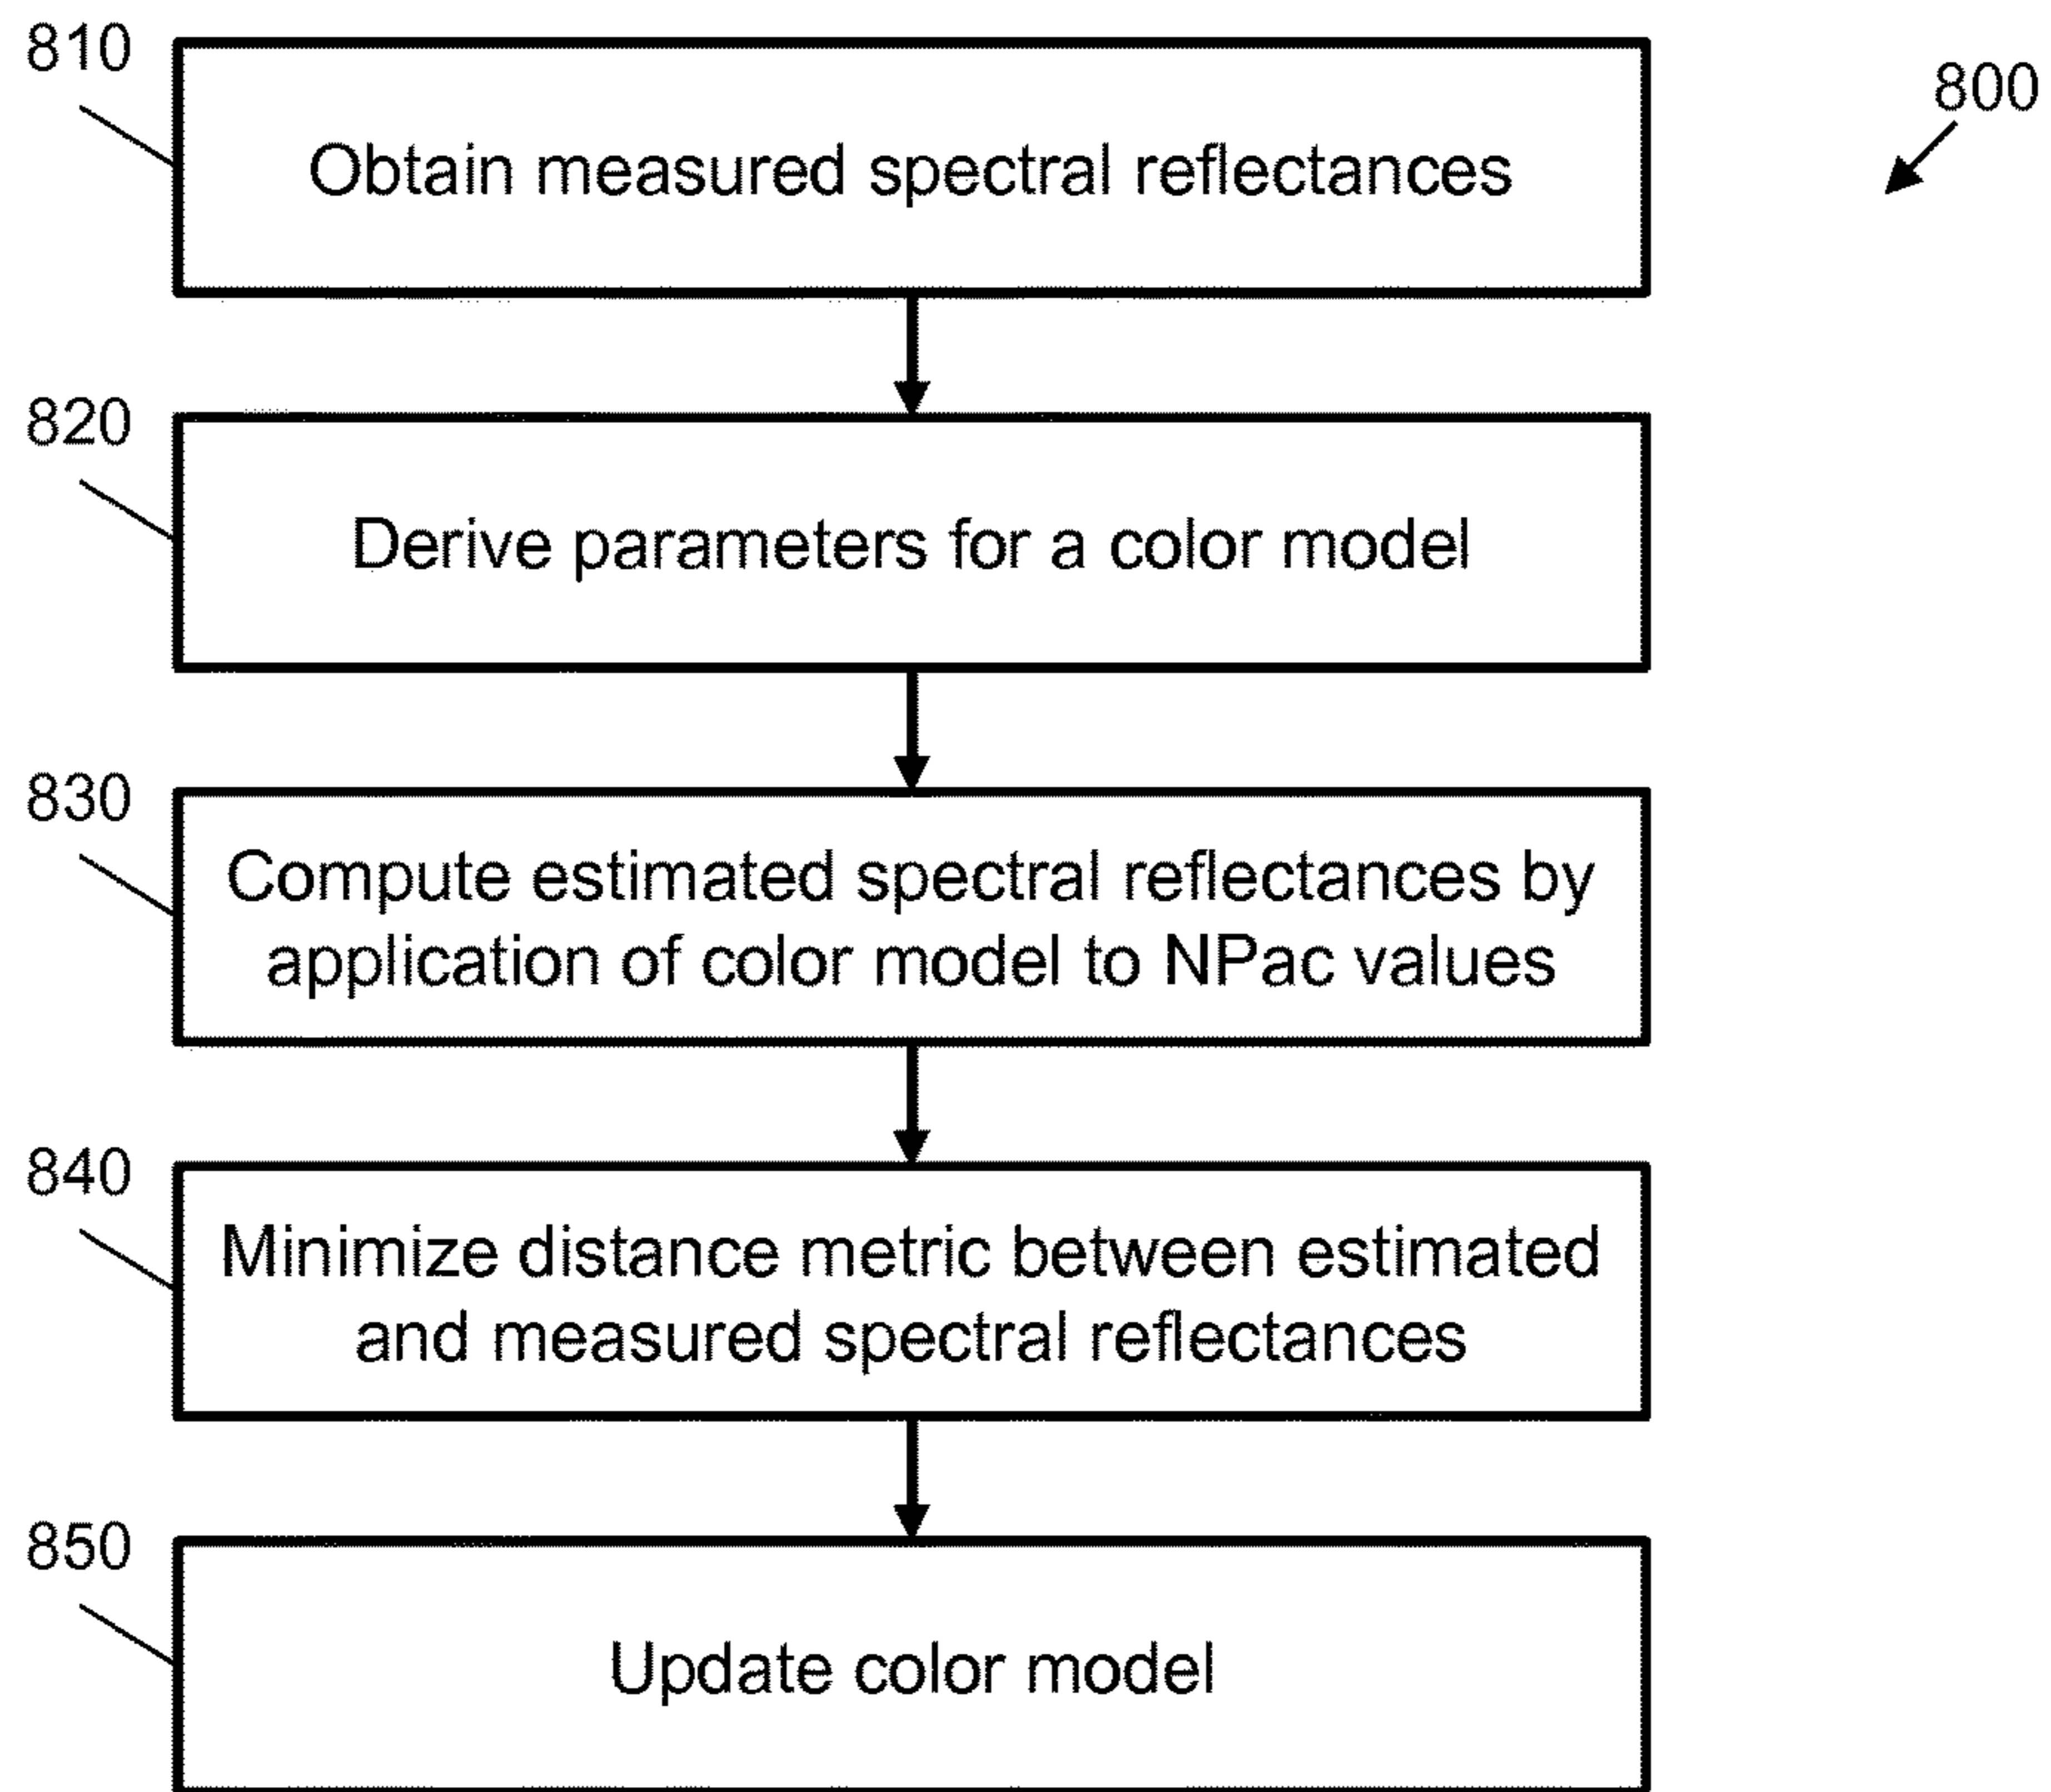 810
Obtain measured spectral reflectances
800
820
Derive parameters for a color model
830
Compute estimated spectral reflectances by
application of color model to NPac values
840
Minimize distance metric between estimated
and measured spectral reflectances
850
Update color model